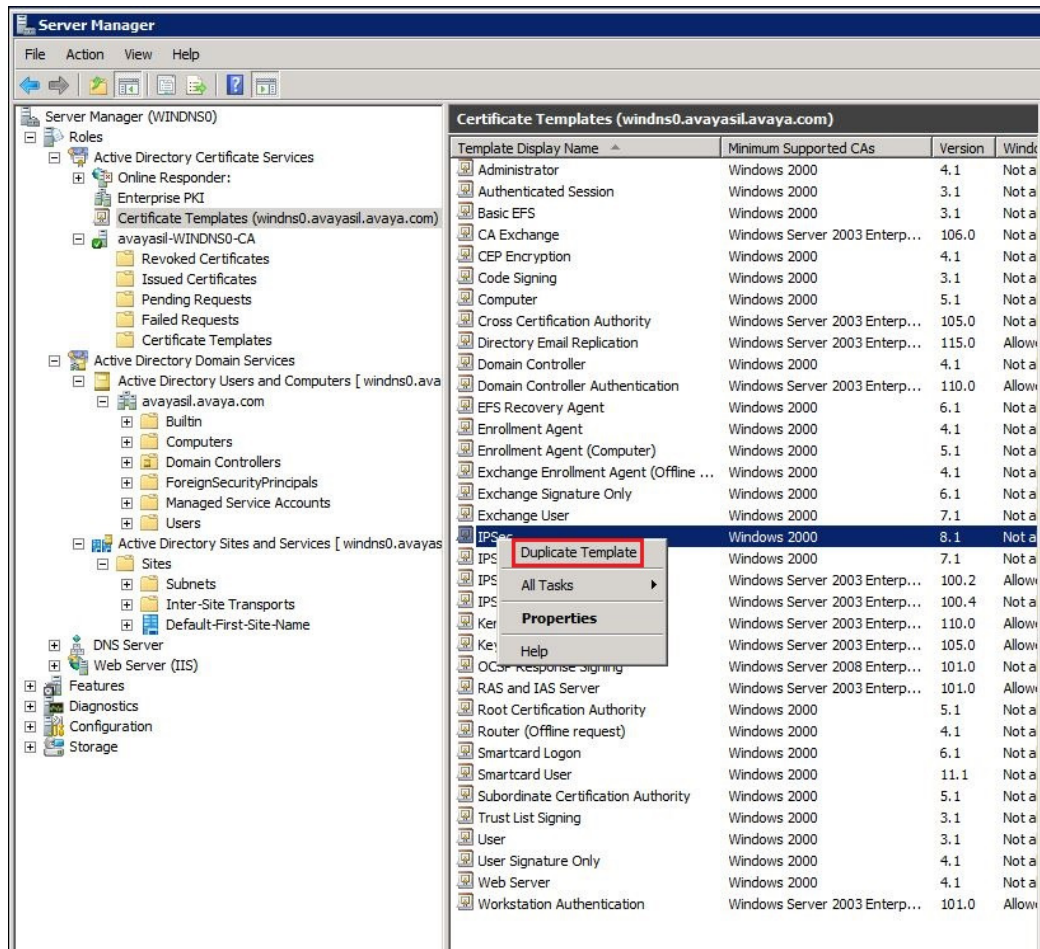 Server Manager
File Action View Help
Server Manager (WINDNS0)
Roles
Active Directory Certificate Services
Online Responder:
Enterprise PKI
Certificate Templates (windns0.avayasil.avaya.com)
avayasil-WINDNS0-CA
Revoked Certificates
Issued Certificates
Pending Requests
Failed Requests
Certificate Templates
Active Directory Domain Services
Active Directory Users and Computers [ windns0.ava
avayasil.avaya.com
Builtin
Computers
Domain Controllers
ForeignSecurityPrincipals
Managed Service Accounts
Users
Active Directory Sites and Services [ windns0.avayas
Sites
Subnets
Inter-Site Transports
Default-First-Site-Name
DNS Server
Web Server (IIS)
Features
Diagnostics
Configuration
Storage
Certificate Templates (windns0.avayasil.avaya.com)
Template Display Name Minimum Supported CAs Version Windo
Administrator Windows 2000 4.1 Not a
Authenticated Session Windows 2000 3.1 Not a
Basic EFS Windows 2000 3.1 Not a
CA Exchange Windows Server 2003 Enterp... 106.0 Not a
CEP Encryption Windows 2000 4.1 Not a
Code Signing Windows 2000 3.1 Not a
Computer Windows 2000 5.1 Not a
Cross Certification Authority Windows Server 2003 Enterp... 105.0 Not a
Directory Email Replication Windows Server 2003 Enterp... 115.0 Allow
Domain Controller Windows 2000 4.1 Not a
Domain Controller Authentication Windows Server 2003 Enterp... 110.0 Allow
EFS Recovery Agent Windows 2000 6.1 Not a
Enrollment Agent Windows 2000 4.1 Not a
Enrollment Agent (Computer) Windows 2000 5.1 Not a
Exchange Enrollment Agent (Offline ... Windows 2000 4.1 Not a
Exchange Signature Only Windows 2000 6.1 Not a
Exchange User Windows 2000 7.1 Not a
IPSec Windows 2000 8.1 Not a
IPS Windows 2000 7.1 Not a
IPS Windows Server 2003 Enterp... 100.2 Allow
IPS Windows Server 2003 Enterp... 100.4 Not a
Ker Windows Server 2003 Enterp... 110.0 Allow
Key Windows Server 2003 Enterp... 105.0 Allow
OCSP Response Signing Windows Server 2008 Enterp... 101.0 Not a
RAS and IAS Server Windows Server 2003 Enterp... 101.0 Allow
Root Certification Authority Windows 2000 5.1 Not a
Router (Offline request) Windows 2000 4.1 Not a
Smartcard Logon Windows 2000 6.1 Not a
Smartcard User Windows 2000 11.1 Not a
Subordinate Certification Authority Windows 2000 5.1 Not a
Trust List Signing Windows 2000 3.1 Not a
User Windows 2000 3.1 Not a
User Signature Only Windows 2000 4.1 Not a
Web Server Windows 2000 4.1 Not a
Workstation Authentication Windows Server 2003 Enterp... 101.0 Allow
Duplicate Template
All Tasks
Properties
Help